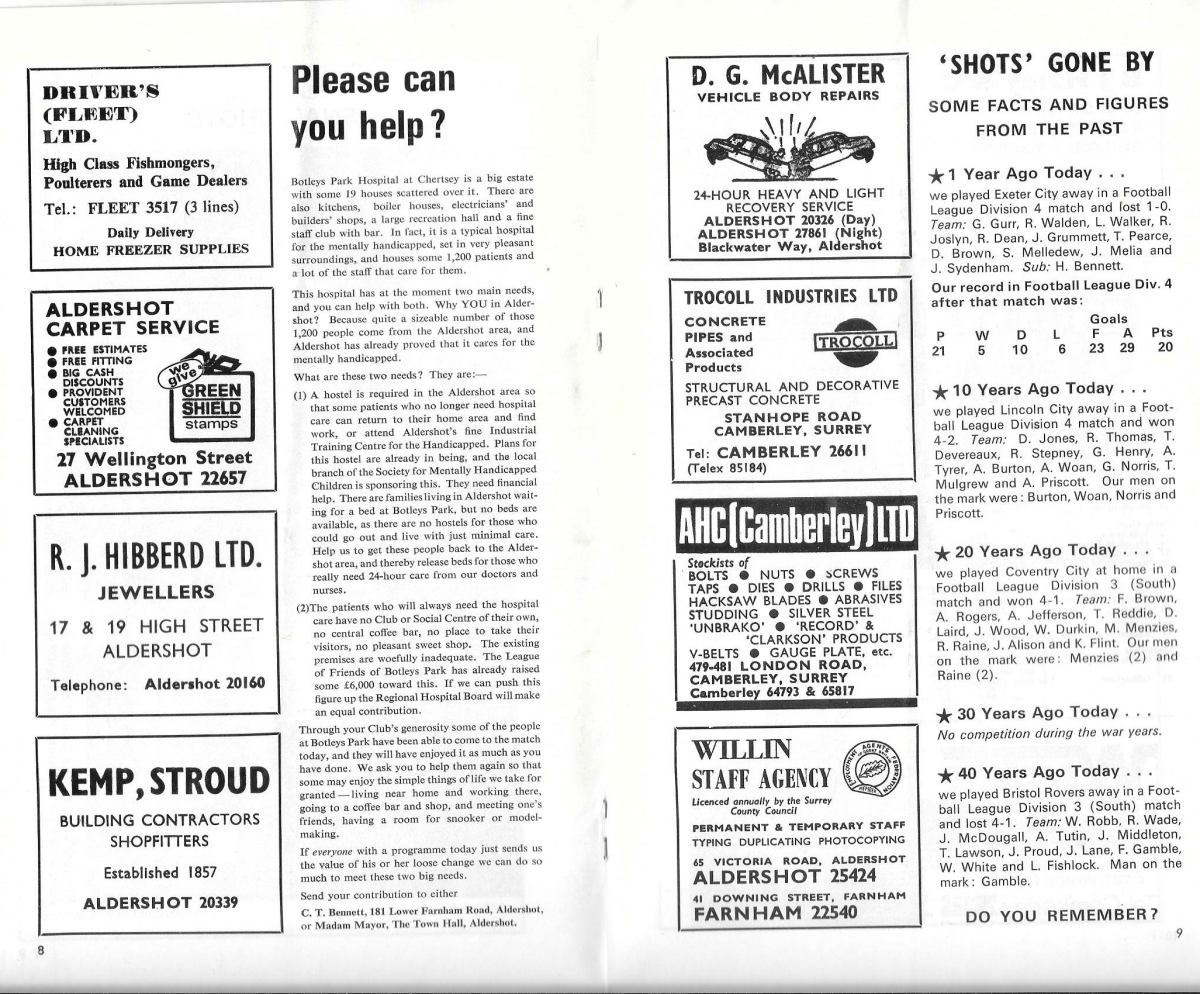 DRIVER'S
(FLEET)
LTD.
High Class Fishmongers,
Poulterers and Game Dealers
Tel.: FLEET 3517 (3 lines)
Daily Delivery
HOME FREEZER SUPPLIES
ALDERSHOT
CARPET SERVICE
● FREE ESTIMATES
● FREE FITTING
● BIG CASH
DISCOUNTS
● PROVIDENT
CUSTOMERS
WELCOMED
● CARPET
CLEANING
SPECIALISTS
we
give
GREEN
SHIELD
stamps
27 Wellington Street
ALDERSHOT 22657
R. J. HIBBERD LTD.
JEWELLERS
17 & 19 HIGH STREET
ALDERSHOT
Telephone: Aldershot 20160
KEMP, STROUD
BUILDING CONTRACTORS
SHOPFITTERS
Established 1857
ALDERSHOT 20339
8
Please can
you help?
Botleys Park Hospital at Chertsey is a big estate
with some 19 houses scattered over it. There are
also kitchens, boiler houses, electricians' and
builders' shops, a large recreation hall and a fine
staff club with bar. In fact, it is a typical hospital
for the mentally handicapped, set in very pleasant
surroundings, and houses some 1,200 patients and
a lot of the staff that care for them.
This hospital has at the moment two main needs,
and you can help with both. Why YOU in Alder-
shot? Because quite a sizeable number of those
1,200 people come from the Aldershot area, and
Aldershot has already proved that it cares for the
mentally handicapped.
What are these two needs? They are:—
(1) A hostel is required in the Aldershot area so
that some patients who no longer need hospital
care can return to their home area and find
work, or attend Aldershot's fine Industrial
Training Centre for the Handicapped. Plans for
this hostel are already in being, and the local
branch of the Society for Mentally Handicapped
Children is sponsoring this. They need financial
help. There are families living in Aldershot wait-
ing for a bed at Botleys Park, but no beds are
available, as there are no hostels for those who
could go out and live with just minimal care.
Help us to get these people back to the Alder-
shot area, and thereby release beds for those who
really need 24-hour care from our doctors and
nurses.
(2)The patients who will always need the hospital
care have no Club or Social Centre of their own,
no central coffee bar, no place to take their
visitors, no pleasant sweet shop. The existing
premises are woefully inadequate. The League
of Friends of Botleys Park has already raised
some £6,000 toward this. If we can push this
figure up the Regional Hospital Board will make
an equal contribution.
Through your Club's generosity some of the people
at Botleys Park have been able to come to the match
today, and they will have enjoyed it as much as you
have done. We ask you to help them again so that
some may enjoy the simple things of life we take for
granted—living near home and working there,
going to a coffee bar and shop, and meeting one's
friends, having a room for snooker or model-
making.
If everyone with a programme today just sends us
the value of his or her loose change we can do so
much to meet these two big needs.
Send your contribution to either
C. T. Bennett, 181 Lower Farnham Road, Aldershot,
or Madam Mayor, The Town Hall, Aldershot.
D. G. McALISTER
VEHICLE BODY REPAIRS
24-HOUR HEAVY AND LIGHT
RECOVERY SERVICE
ALDERSHOT 20326 (Day)
ALDERSHOT 27861 (Night)
Blackwater Way, Aldershot
TROCOLL INDUSTRIES LTD
CONCRETE
PIPES and
Associated
Products
TROCOLL
STRUCTURAL AND DECORATIVE
PRECAST CONCRETE
STANHOPE ROAD
CAMBERLEY, SURREY
Tel: CAMBERLEY 26611
(Telex 85184)
AHC (Camberley) LTD
Stockists of
BOLTS ● NUTS ● SCREWS
TAPS ● DIES ● DRILLS ● FILES
HACKSAW BLADES ● ABRASIVES
STUDDING ● SILVER STEEL
'UNBRAKO' ● 'RECORD' &
'CLARKSON' PRODUCTS
V-BELTS ● GAUGE PLATE, etc.
479-481 LONDON ROAD,
CAMBERLEY, SURREY
Camberley 64793 & 65817
WILLIN
STAFF AGENCY
Licenced annually by the Surrey
County Council
PERMANENT & TEMPORARY STAFF
TYPING DUPLICATING PHOTOCOPYING
65 VICTORIA ROAD, ALDERSHOT
ALDERSHOT 25424
41 DOWNING STREET, FARNHAM
FARNHAM 22540
'SHOTS' GONE BY
SOME FACTS AND FIGURES
FROM THE PAST
★ 1 Year Ago Today . . .
we played Exeter City away in a Football
League Division 4 match and lost 1-0.
Team: G. Gurr, R. Walden, L. Walker, R.
Joslyn, R. Dean, J. Grummett, T. Pearce,
D. Brown, S. Melledew, J. Melia and
J. Sydenham. Sub: H. Bennett.
Our record in Football League Div. 4
after that match was:
Goals
P W D L F A Pts
21 5 10 6 23 29 20
★ 10 Years Ago Today . . .
we played Lincoln City away in a Foot-
ball League Division 4 match and won
4-2. Team: D. Jones, R. Thomas, T.
Devereaux, R. Stepney, G. Henry, A.
Tyrer, A. Burton, A. Woan, G. Norris, T.
Mulgrew and A. Priscott. Our men on
the mark were: Burton, Woan, Norris and
Priscott.
★ 20 Years Ago Today . . .
we played Coventry City at home in a
Football League Division 3 (South)
match and won 4-1. Team: F. Brown,
A. Rogers, A. Jefferson, T. Reddie, D.
Laird, J. Wood, W. Durkin, M. Menzies,
R. Raine, J. Alison and K. Flint. Our men
on the mark were: Menzies (2) and
Raine (2).
★ 30 Years Ago Today . . .
No competition during the war years.
★ 40 Years Ago Today . . .
we played Bristol Rovers away in a Foot-
ball League Division 3 (South) match
and lost 4-1. Team: W. Robb, R. Wade,
J. McDougall, A. Tutin, J. Middleton,
T. Lawson, J. Proud, J. Lane, F. Gamble,
W. White and L. Fishlock. Man on the
mark: Gamble.
DO YOU REMEMBER?
9